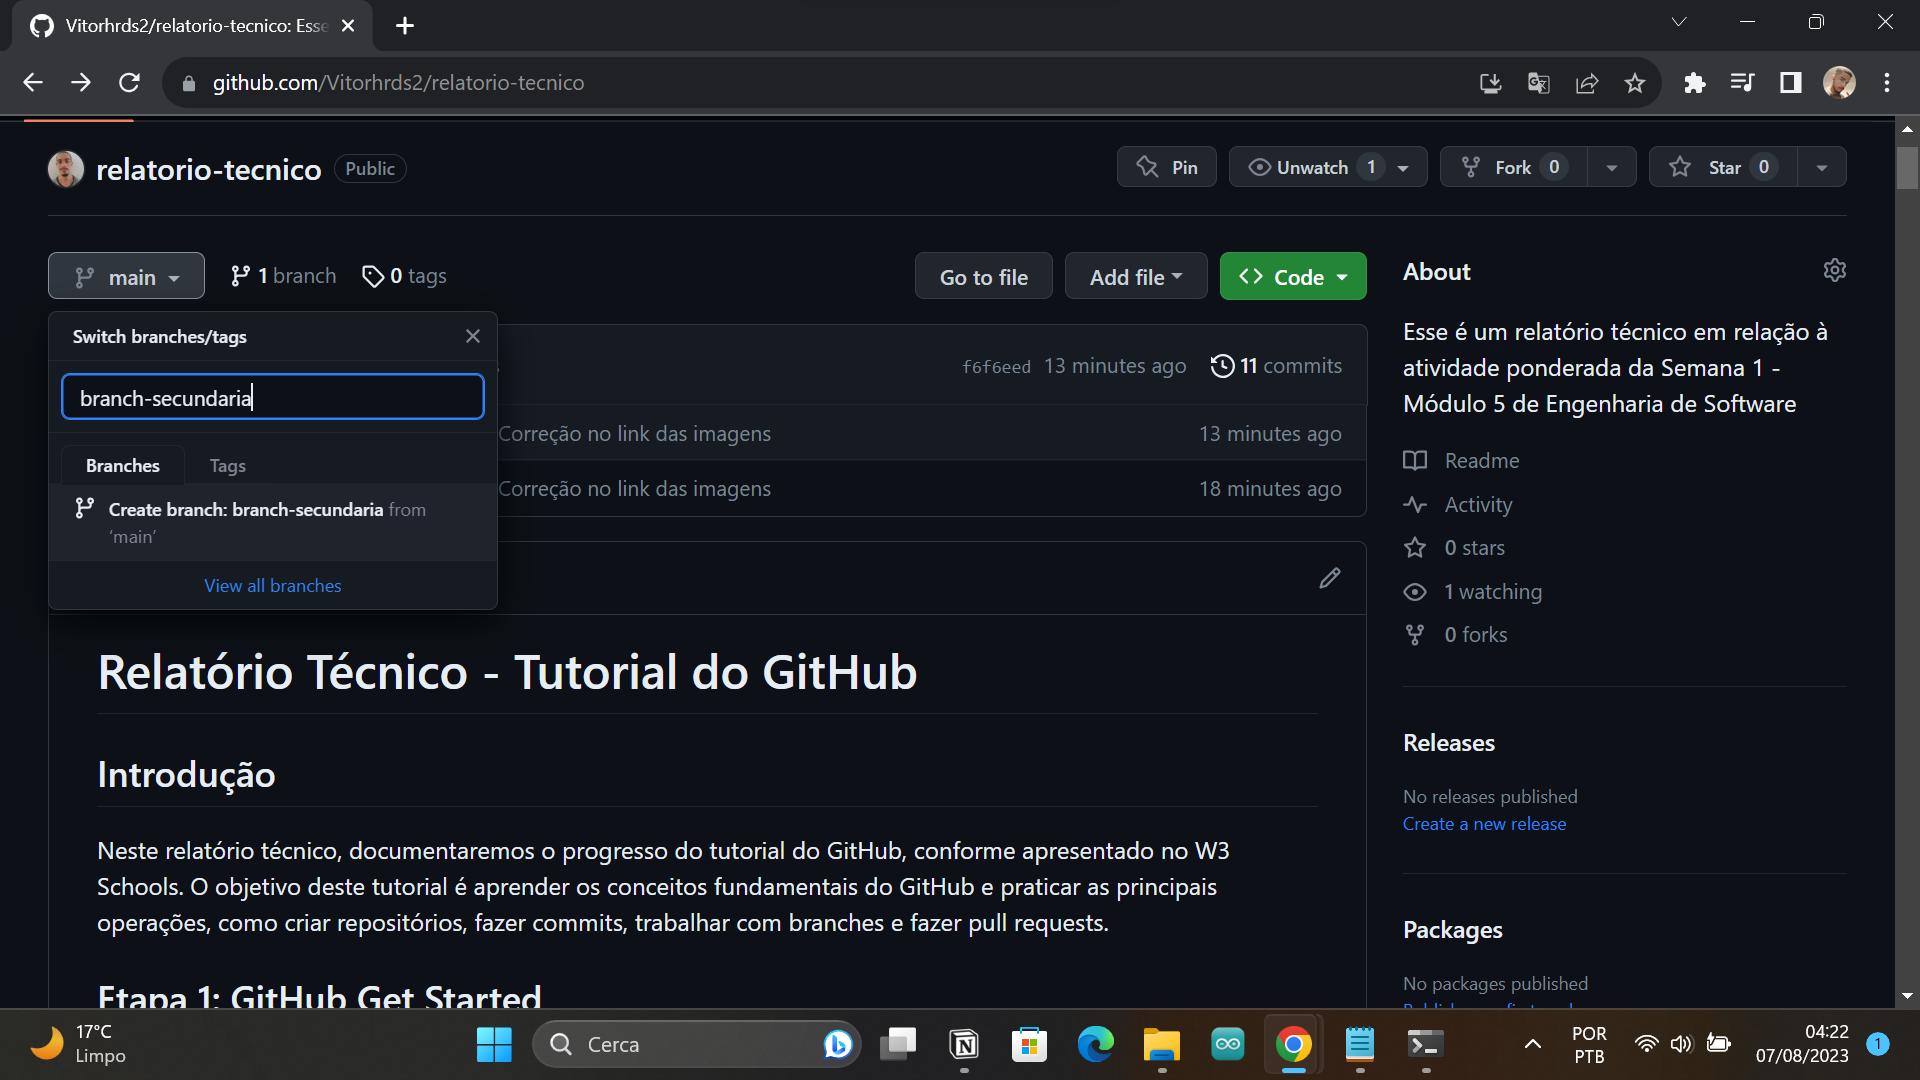 Vitorhrds2/relatorio-tecnico: Esse
github.com/Vitorhrds2/relatorio-tecnico
relatorio-tecnico Public
Pin
Unwatch 1
Fork 0
Star 0
main
1 branch
0 tags
Go to file
Add file
Code
About
Switch branches/tags
branch-secundaria
Branches
Tags
Create branch: branch-secundaria from
'main'
View all branches
f6f6eed 13 minutes ago 11 commits
Correção no link das imagens 13 minutes ago
Correção no link das imagens 18 minutes ago
Esse é um relatório técnico em relação à
atividade ponderada da Semana 1 -
Módulo 5 de Engenharia de Software
Readme
Activity
0 stars
1 watching
0 forks
Releases
No releases published
Create a new release
Packages
No packages published
Relatório Técnico - Tutorial do GitHub
Introdução
Neste relatório técnico, documentaremos o progresso do tutorial do GitHub, conforme apresentado no W3
Schools. O objetivo deste tutorial é aprender os conceitos fundamentais do GitHub e praticar as principais
operações, como criar repositórios, fazer commits, trabalhar com branches e fazer pull requests.
Etapa 1: GitHub Get Started
17°C
Limpo
Cerca
POR
PTB
04:22
07/08/2023
1